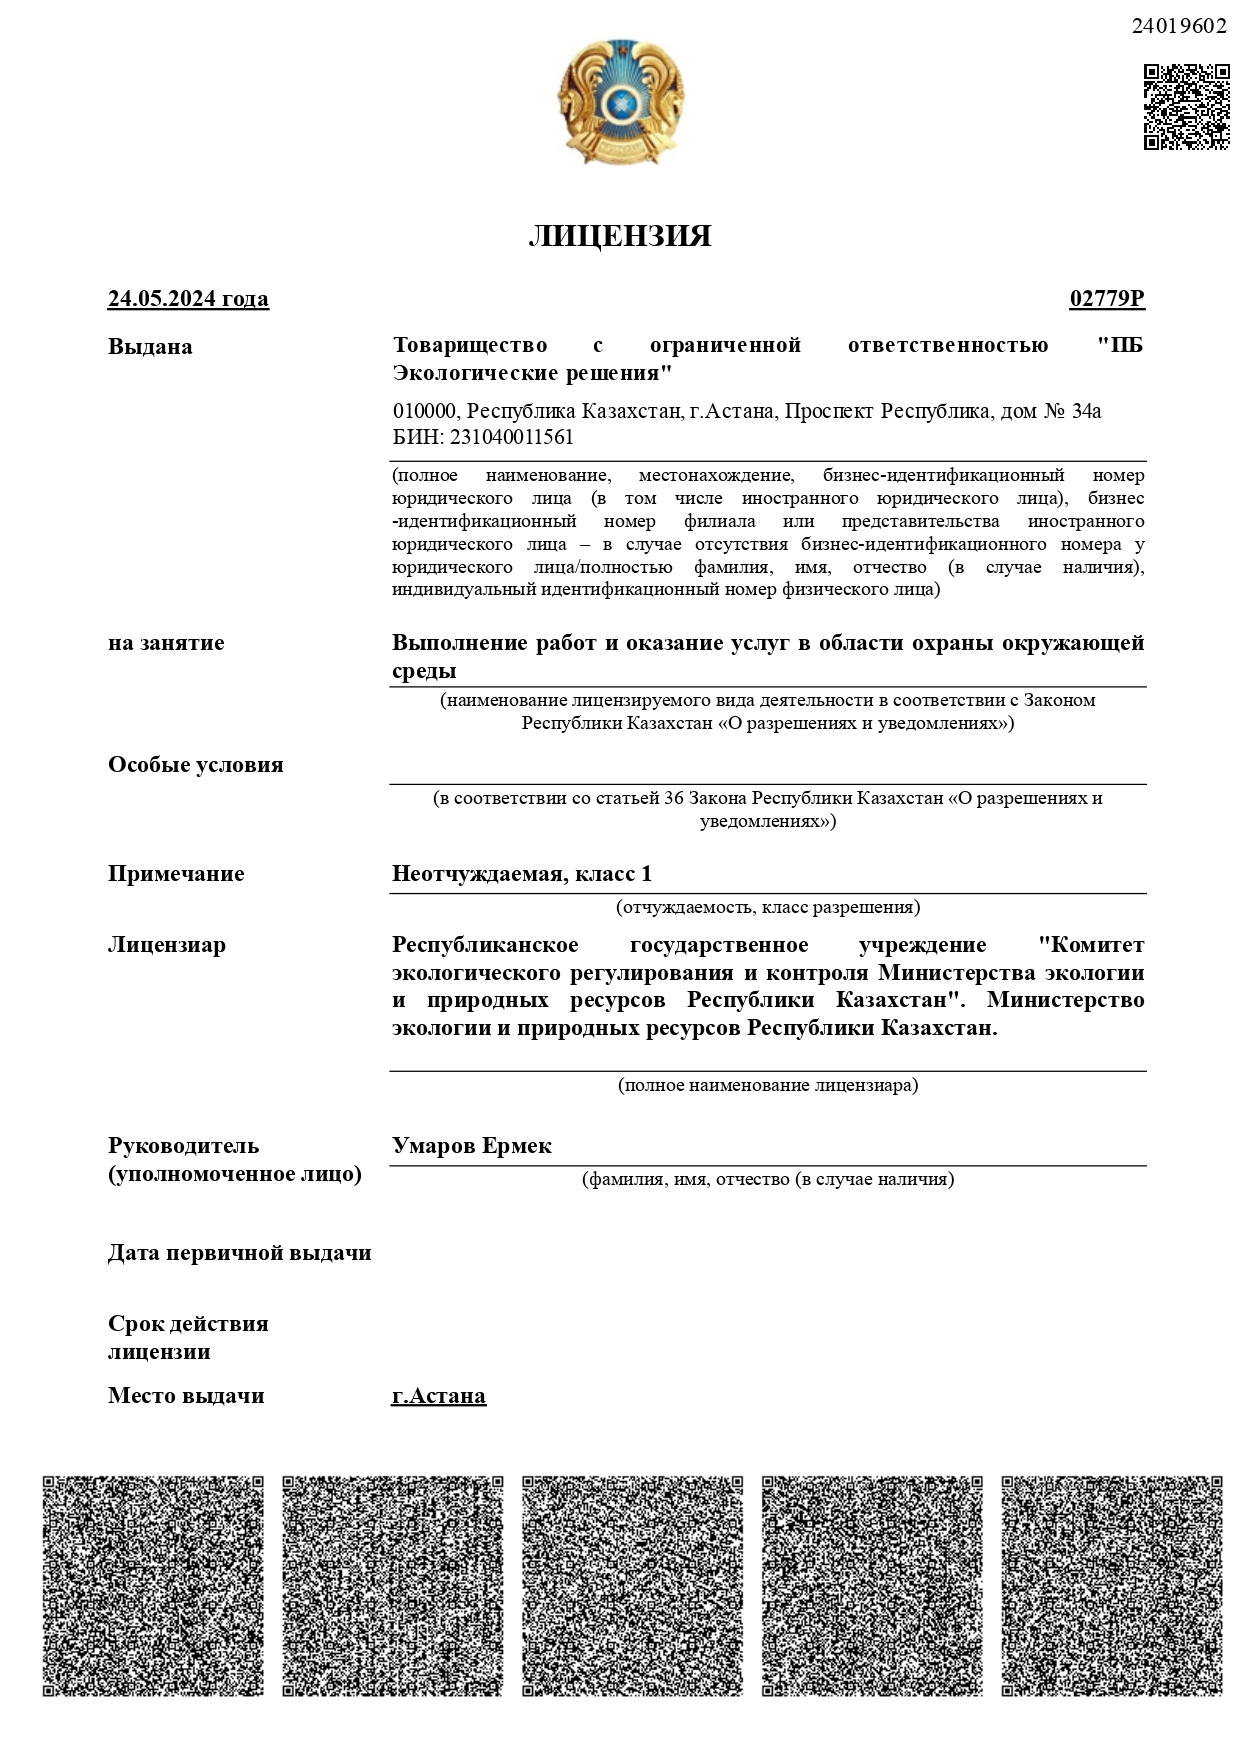 24019602
ЛИЦЕНЗИЯ
24.05.2024 года
02779Р
Выдана
Товарищество с ограниченной ответственностью "ПБ
Экологические решения"
010000, Республика Казахстан, г.Астана, Проспект Республика, дом № 34а
БИН: 231040011561
(полное наименование, местонахождение, бизнес-идентификационный номер
юридического лица (в том числе иностранного юридического лица), бизнес
-идентификационный номер филиала или представительства иностранного
юридического лица – в случае отсутствия бизнес-идентификационного номера у
юридического лица/полностью фамилия, имя, отчество (в случае наличия),
индивидуальный идентификационный номер физического лица)
на занятие
Выполнение работ и оказание услуг в области охраны окружающей
среды
(наименование лицензируемого вида деятельности в соответствии с Законом
Республики Казахстан «О разрешениях и уведомлениях»)
Особые условия
(в соответствии со статьей 36 Закона Республики Казахстан «О разрешениях и
уведомлениях»)
Примечание
Неотчуждаемая, класс 1
(отчуждаемость, класс разрешения)
Лицензиар
Республиканское государственное учреждение "Комитет
экологического регулирования и контроля Министерства экологии
и природных ресурсов Республики Казахстан". Министерство
экологии и природных ресурсов Республики Казахстан.
(полное наименование лицензиара)
Руководитель
(уполномоченное лицо)
Умаров Ермек
(фамилия, имя, отчество (в случае наличия)
Дата первичной выдачи
Срок действия
лицензии
Место выдачи
г.Астана